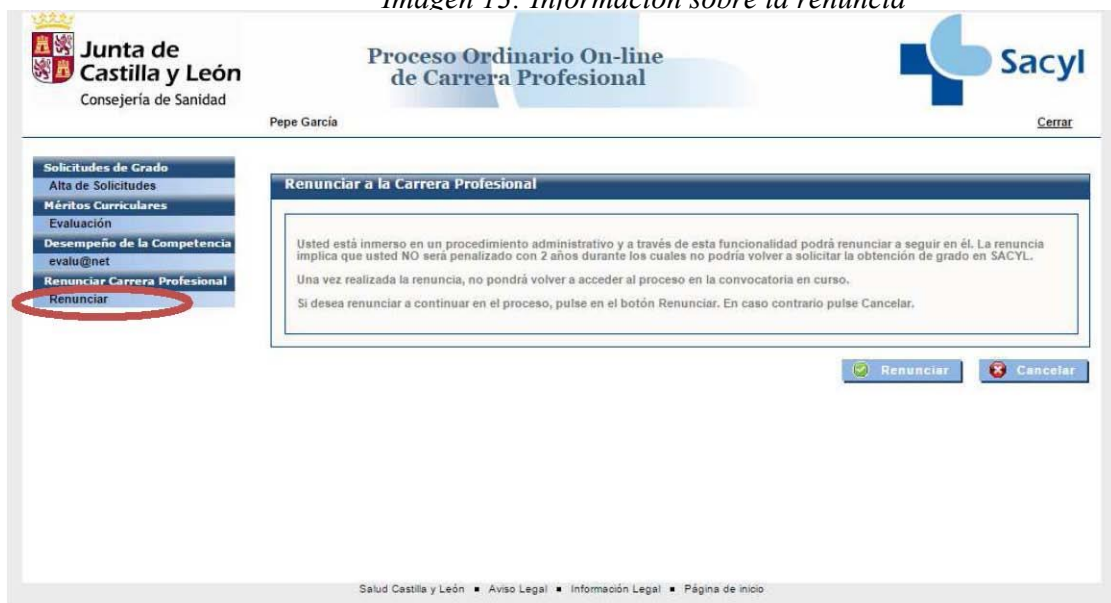 Imagen 13: Información sobre la renuncia
Junta de
Castilla y León
Consejería de Sanidad
Proceso Ordinario On-line
de Carrera Profesional
Sacyl
Pepe García
Cerrar
Solicitudes de Grado
Alta de Solicitudes
Méritos Curriculares
Evaluación
Desempeño de la Competencia
evalu@net
Renunciar Carrera Profesional
Renunciar
Renunciar a la Carrera Profesional
Usted está inmerso en un procedimiento administrativo y a través de esta funcionalidad podrá renunciar a seguir en él. La renuncia
implica que usted NO será penalizado con 2 años durante los cuales no podría volver a solicitar la obtención de grado en SACYL.
Una vez realizada la renuncia, no pondrá volver a acceder al proceso en la convocatoria en curso.
Si desea renunciar a continuar en el proceso, pulse en el botón Renunciar. En caso contrario pulse Cancelar.
Renunciar
Cancelar
Salud Castilla y León ▪ Aviso Legal ▪ Información Legal ▪ Página de inicio